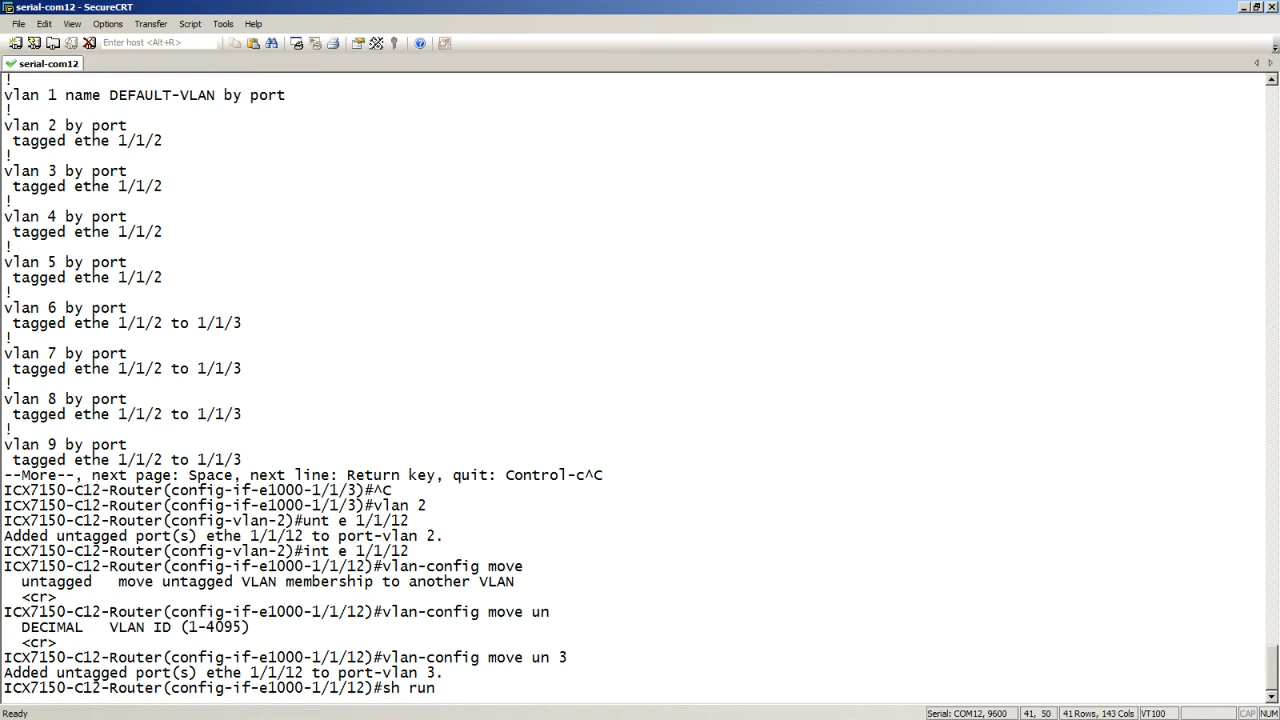 serial-com12 - SecureCRT
File Edit View Options Transfer Script Tools Help
Enter host <Alt+R>
serial-com12
!
vlan 1 name DEFAULT-VLAN by port
!
vlan 2 by port
tagged ethe 1/1/2
!
vlan 3 by port
tagged ethe 1/1/2
!
vlan 4 by port
tagged ethe 1/1/2
!
vlan 5 by port
tagged ethe 1/1/2
!
vlan 6 by port
tagged ethe 1/1/2 to 1/1/3
!
vlan 7 by port
tagged ethe 1/1/2 to 1/1/3
!
vlan 8 by port
tagged ethe 1/1/2 to 1/1/3
!
vlan 9 by port
tagged ethe 1/1/2 to 1/1/3
--More--, next page: Space, next line: Return key, quit: Control-c^C
ICX7150-C12-Router(config-if-e1000-1/1/3)#^C
ICX7150-C12-Router(config-if-e1000-1/1/3)#vlan 2
ICX7150-C12-Router(config-vlan-2)#unt e 1/1/12
Added untagged port(s) ethe 1/1/12 to port-vlan 2.
ICX7150-C12-Router(config-vlan-2)#int e 1/1/12
ICX7150-C12-Router(config-if-e1000-1/1/12)#vlan-config move
untagged move untagged VLAN membership to another VLAN
<cr>
ICX7150-C12-Router(config-if-e1000-1/1/12)#vlan-config move un
DECIMAL VLAN ID (1-4095)
<cr>
ICX7150-C12-Router(config-if-e1000-1/1/12)#vlan-config move un 3
Added untagged port(s) ethe 1/1/12 to port-vlan 3.
ICX7150-C12-Router(config-if-e1000-1/1/12)#sh run
Ready Serial: COM12, 9600 41, 50 41 Rows, 143 Cols VT100 CAP NUM